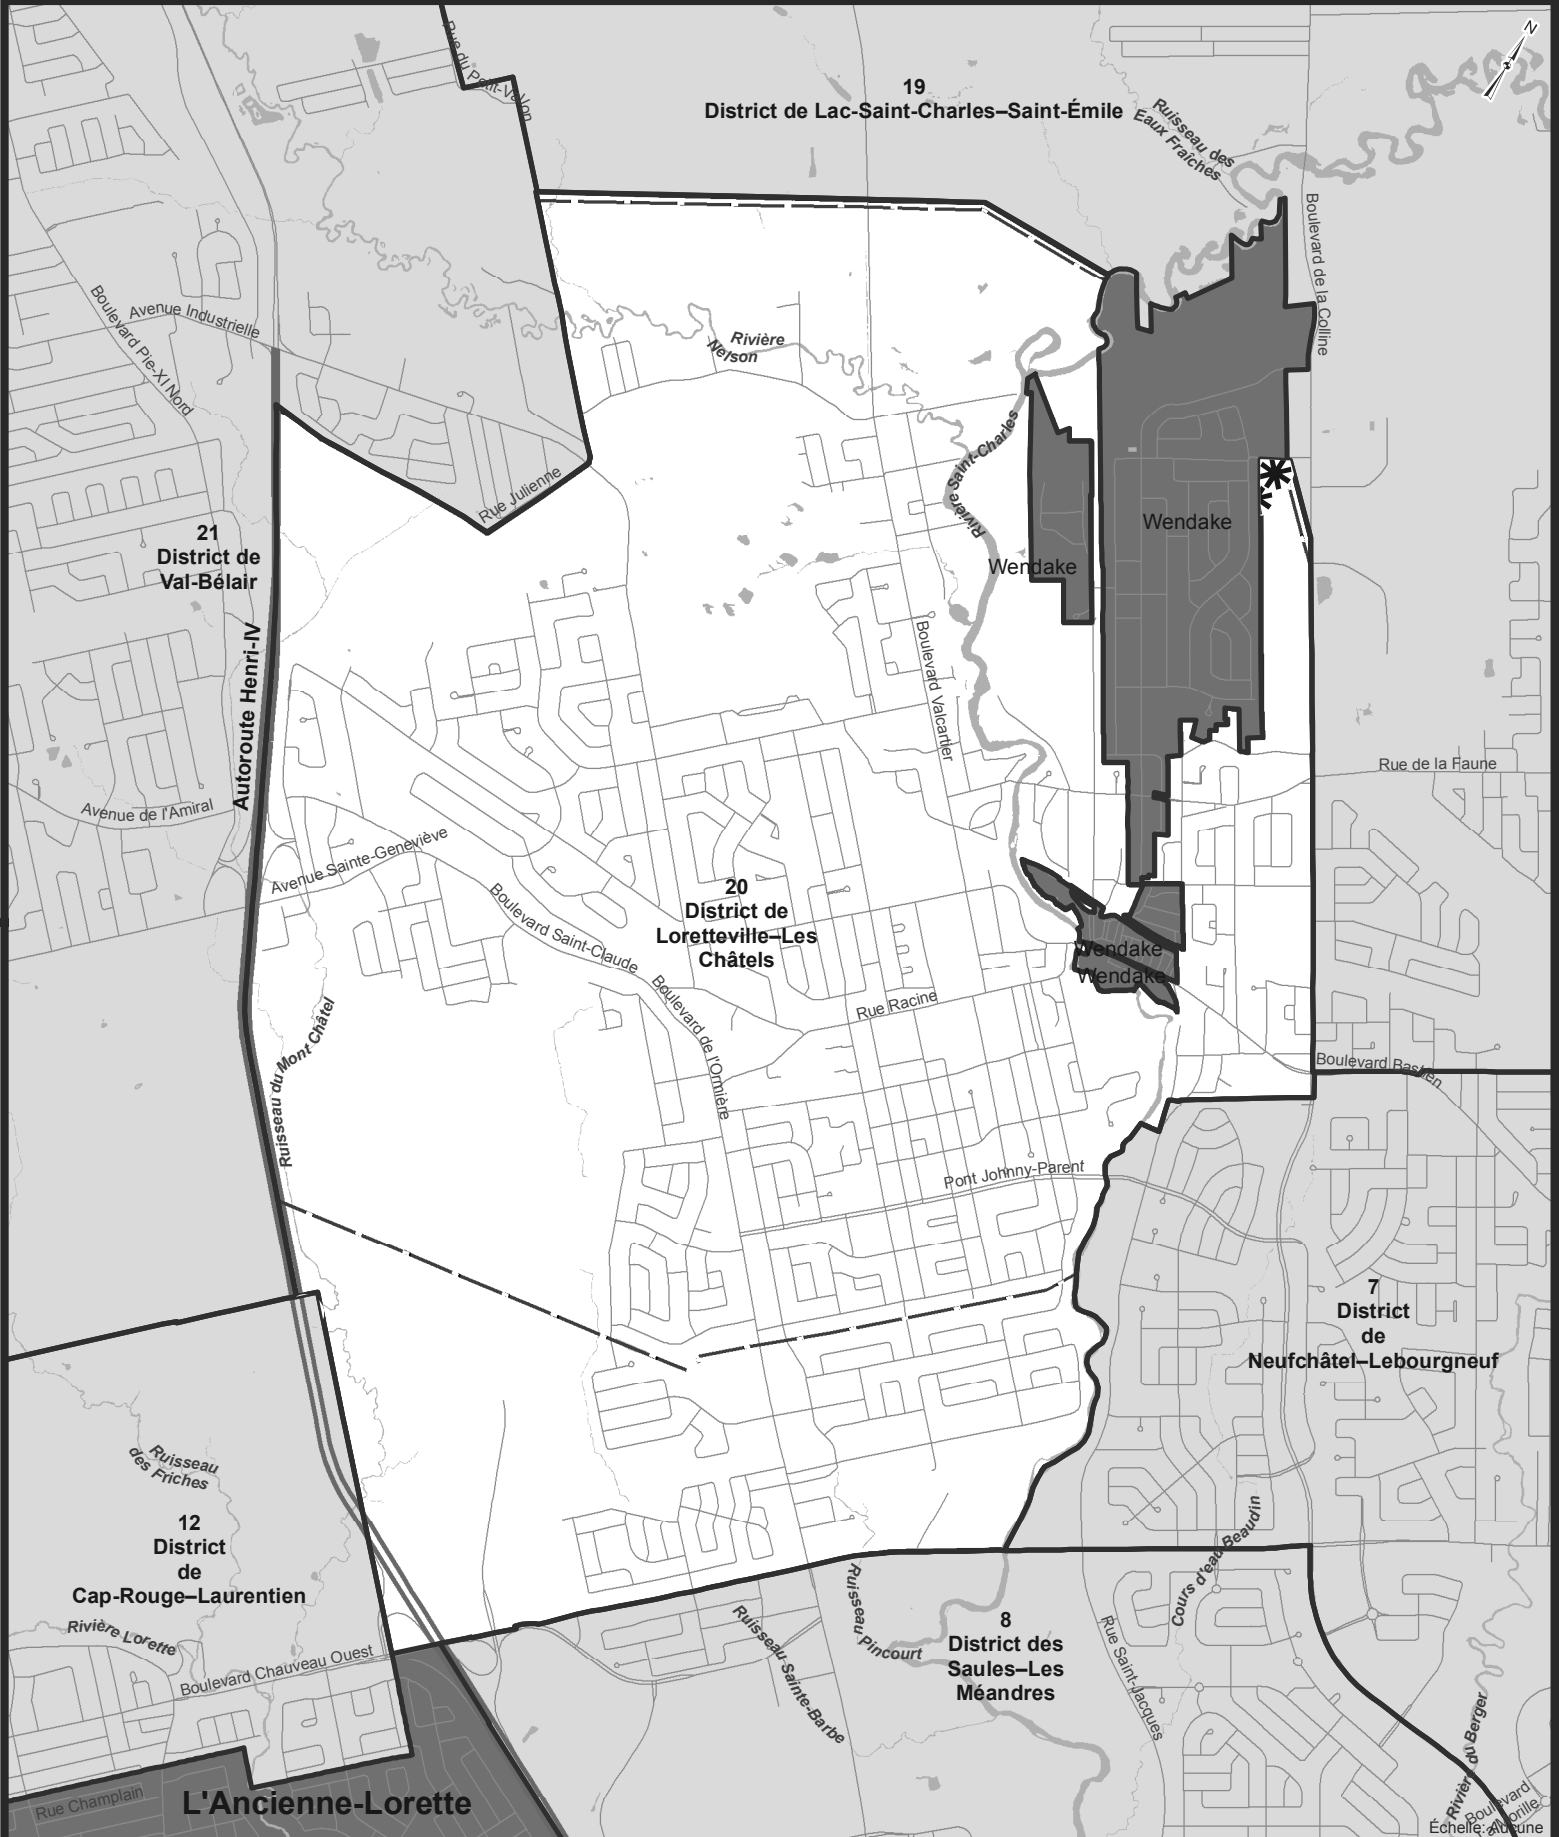 N
Rue du Petit-Vallon
19
District de Lac-Saint-Charles–Saint-Émile
Ruisseau des
Eaux Fraîches
Boulevard de la Colline
Avenue Industrielle
Boulevard Pie-XI Nord
Rivière
Nelson
Rue Julienne
Rivière Saint-Charles
Rivière
Wendake
Wendake
21
District de
Val-Bélair
Autoroute Henri-IV
Boulevard Valcartier
Rue de la Faune
Avenue de l'Amiral
Avenue Sainte-Geneviève
Boulevard Saint-Claude
20
District de
Loretteville–Les
Châtels
Wendake
Wendake
Boulevard de l'Ormière
Rue Racine
Ruisseau du Mont Châtel
Boulevard Bastien
Pont Johnny-Parent
7
District
de
Neufchâtel–Lebourgneuf
Ruisseau
des Friches
12
District
de
Cap-Rouge–Laurentien
Rivière Lorette
Boulevard Chauveau Ouest
Cours d'eau Beaudin
Ruisseau Pincourt
Ruisseau Sainte-Barbe
8
District des
Saules–Les
Méandres
Rue Saint-Jacques
Rivière du Berger
Rue Champlain
L'Ancienne-Lorette
Boulevard
Échelle: Aucune